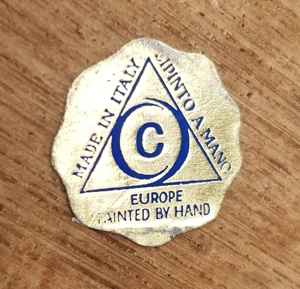 MADE IN ITALY
DIPINTO A MANO
C
EUROPE
PAINTED BY HAND